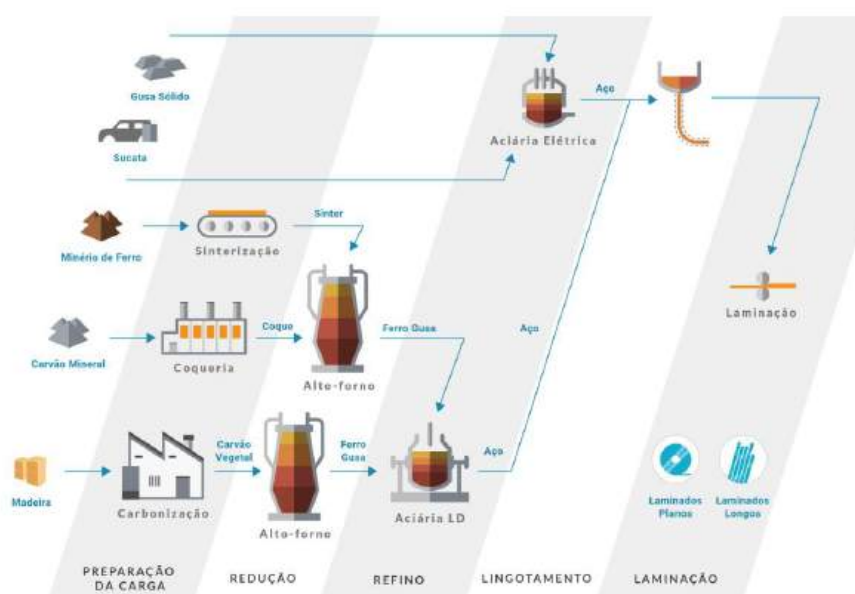 Gusa Sólido
Aço
Aciária Elétrica
Sucata
Sinter
Minério de Ferro
Sinterização
Laminação
Coque
Ferro Gusa
Aço
Carvão Mineral
Coqueria
Alto-forno
Carvão
Vegetal
Ferro
Gusa
Aço
Madeira
Carbonização
Alto-forno
Aciária LD
Laminados
Planos
Laminados
Longos
PREPARAÇÃO
DA CARGA
REDUÇÃO
REFINO
LINGOTAMENTO
LAMINAÇÃO